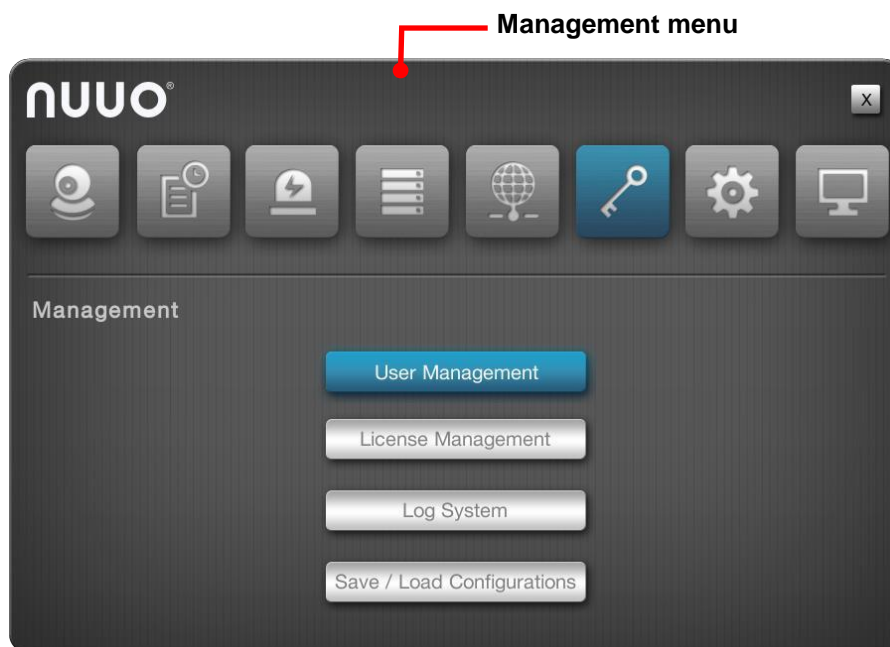 Management menu
nuuo®
X
Management
User Management
License Management
Log System
Save / Load Configurations